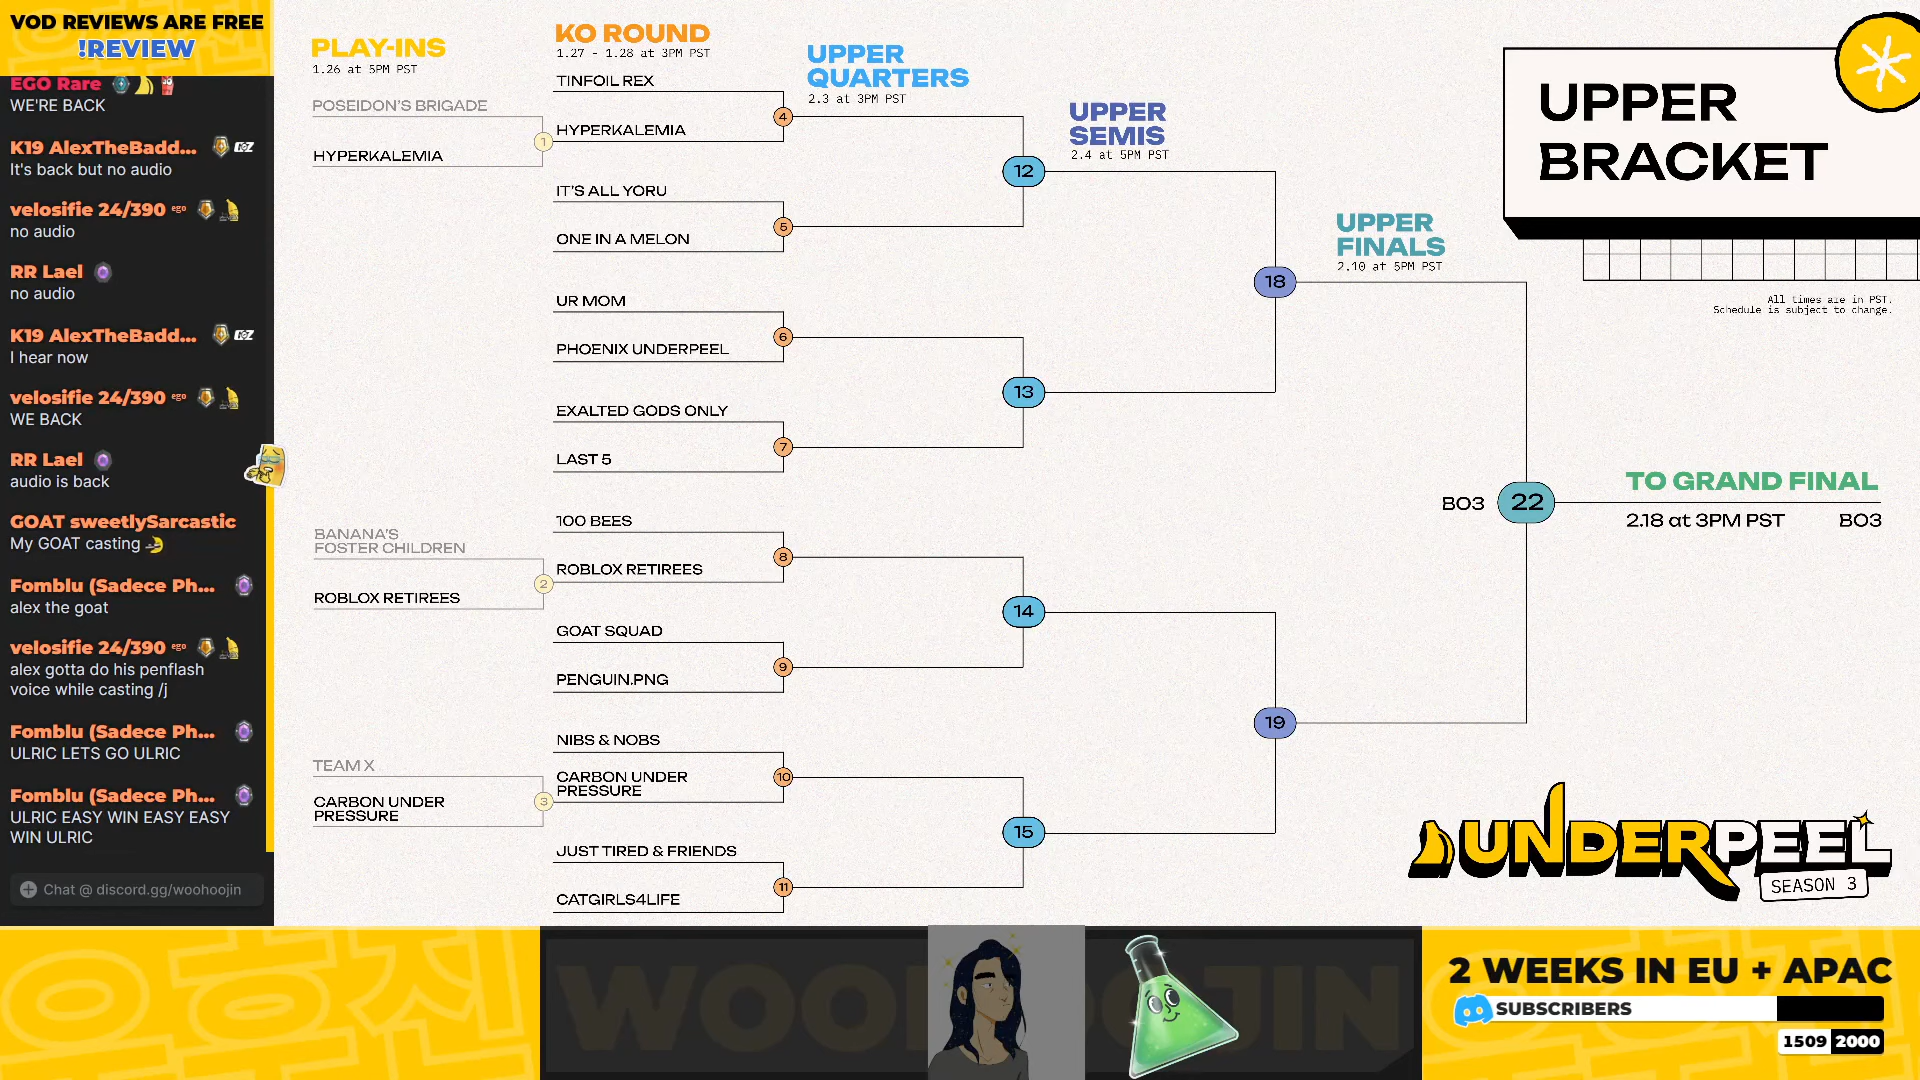 VOD REVIEWS ARE FREE
!REVIEW
EGO Rare
WE'RE BACK
K19 AlexTheBadd...
It's back but no audio
velosifie 24/390 ego
no audio
RR Lael
no audio
K19 AlexTheBadd...
I hear now
velosifie 24/390 ego
WE BACK
RR Lael
audio is back
GOAT sweetlySarcastic
My GOAT casting
Fomblu (Sadece Ph...
alex the goat
velosifie 24/390 ego
alex gotta do his penflash
voice while casting /j
Fomblu (Sadece Ph...
ULRIC LETS GO ULRIC
Fomblu (Sadece Ph...
ULRIC EASY WIN EASY EASY
WIN ULRIC
Chat @ discord.gg/woohoojin
PLAY-INS
1.26 at 5PM PST
POSEIDON'S BRIGADE
1
HYPERKALEMIA
BANANA'S
FOSTER CHILDREN
2
ROBLOX RETIREES
TEAM X
3
CARBON UNDER
PRESSURE
KO ROUND
1.27 - 1.28 at 3PM PST
TINFOIL REX
4
HYPERKALEMIA
IT'S ALL YORU
5
ONE IN A MELON
UR MOM
6
PHOENIX UNDERPEEL
EXALTED GODS ONLY
7
LAST 5
100 BEES
8
ROBLOX RETIREES
GOAT SQUAD
9
PENGUIN.PNG
NIBS & NOBS
10
CARBON UNDER
PRESSURE
JUST TIRED & FRIENDS
11
CATGIRLS4LIFE
UPPER
QUARTERS
2.3 at 3PM PST
12
13
14
15
UPPER
SEMIS
2.4 at 5PM PST
18
19
UPPER
FINALS
2.10 at 5PM PST
BO3
22
TO GRAND FINAL
2.18 at 3PM PST BO3
UPPER
BRACKET
All times are in PST.
Schedule is subject to change.
UNDERPEEL
SEASON 3
우후진
WOOHOOJIN
2 WEEKS IN EU + APAC
SUBSCRIBERS
1509 2000